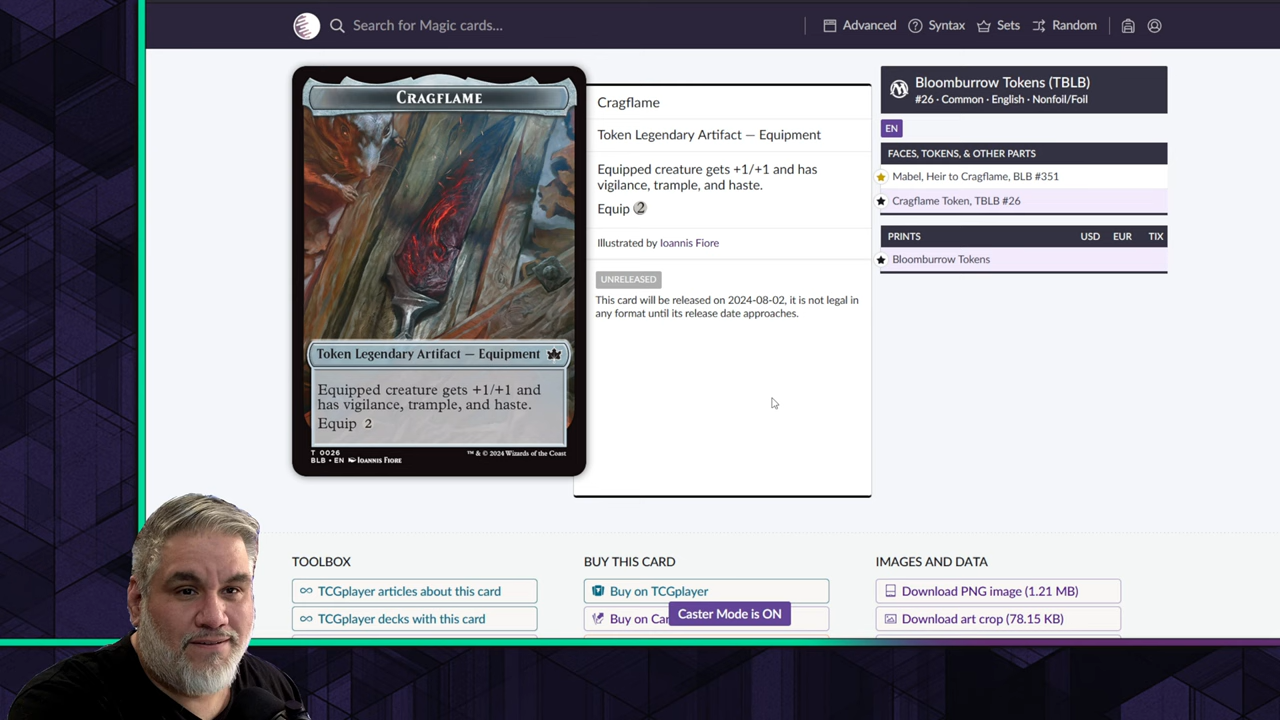 Search for Magic cards...
Advanced
Syntax
Sets
Random
CRAGFLAME
Token Legendary Artifact — Equipment
Equipped creature gets +1/+1 and
has vigilance, trample, and haste.
Equip 2
T 0026
BLB • EN IOANNIS FIORE
™ & © 2024 Wizards of the Coast
Cragflame
Token Legendary Artifact — Equipment
Equipped creature gets +1/+1 and has
vigilance, trample, and haste.
Equip 2
Illustrated by Ioannis Fiore
UNRELEASED
This card will be released on 2024-08-02, it is not legal in
any format until its release date approaches.
Bloomburrow Tokens (TBLB)
#26 · Common · English · Nonfoil/Foil
EN
FACES, TOKENS, & OTHER PARTS
Mabel, Heir to Cragflame, BLB #351
Cragflame Token, TBLB #26
PRINTS USD EUR TIX
Bloomburrow Tokens
TOOLBOX
TCGplayer articles about this card
TCGplayer decks with this card
BUY THIS CARD
Buy on TCGplayer
Buy on Car
Caster Mode is ON
IMAGES AND DATA
Download PNG image (1.21 MB)
Download art crop (78.15 KB)